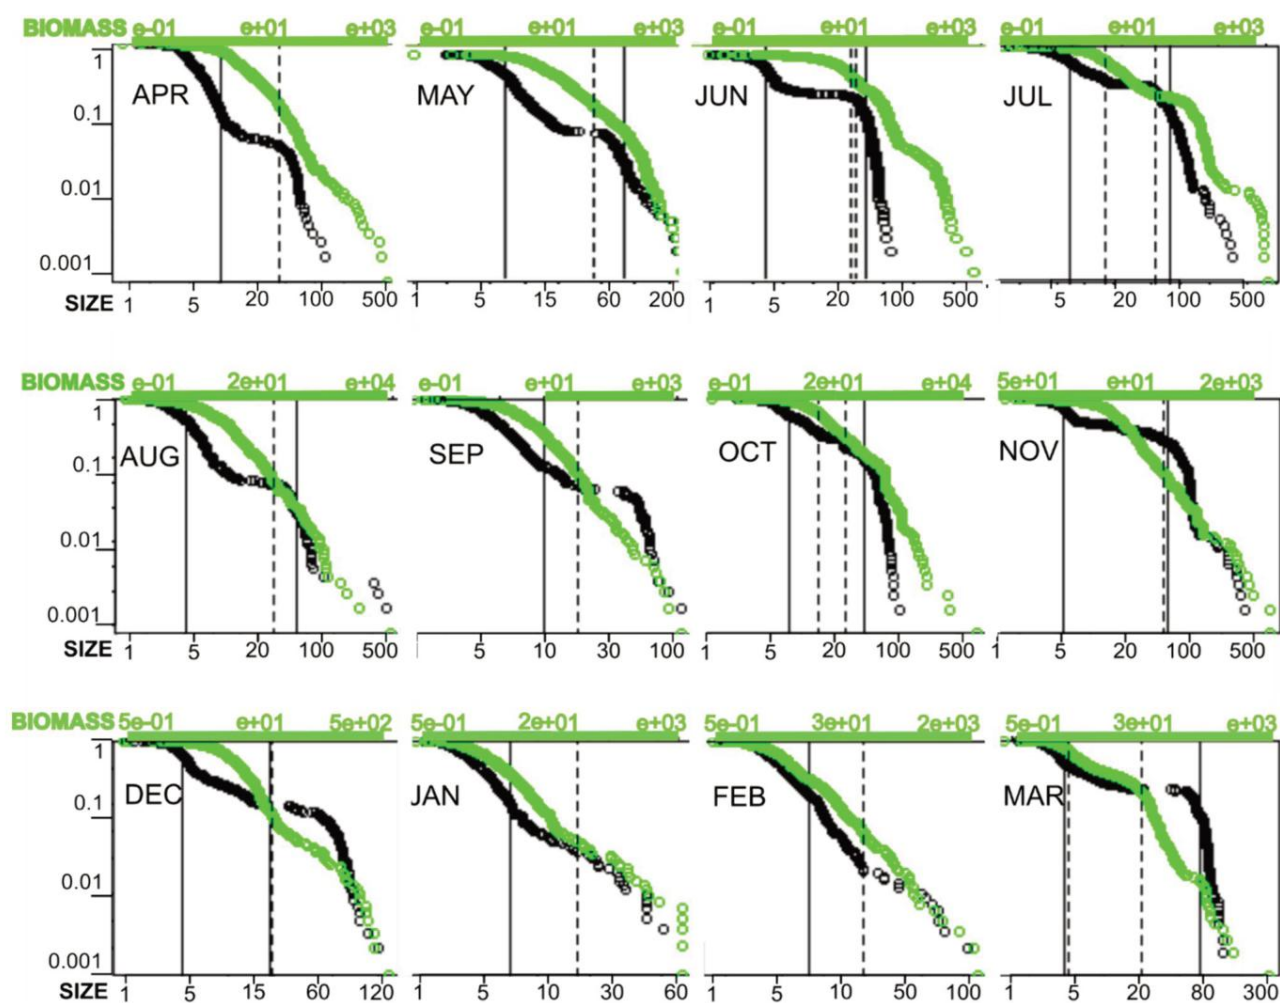 BIOMASS e-01 e+01 e+03 e-01 e+01 e+03 e-01 e+01 e+03 e-01 e+01 e+03
1 APR MAY JUN JUL
0.1
0.01
0.001
SIZE 1 5 20 100 500 1 5 15 60 200 1 5 20 100 500 5 20 100 500
BIOMASS e-01 2e+01 e+04 e-01 e+01 e+03 e-01 2e+01 e+04 5e+01 e+01 2e+03
1 AUG SEP OCT NOV
0.1
0.01
0.001
SIZE 1 5 20 100 500 5 10 30 100 1 5 20 100 500 1 5 20 100 500
BIOMASS 5e-01 e+01 5e+02 5e-01 2e+01 e+03 5e-01 3e+01 2e+03 5e-01 3e+01 e+03
1 DEC JAN FEB MAR
0.1
0.01
0.001
SIZE 1 5 15 60 120 1 5 10 30 60 1 10 50 100 1 5 20 80 300